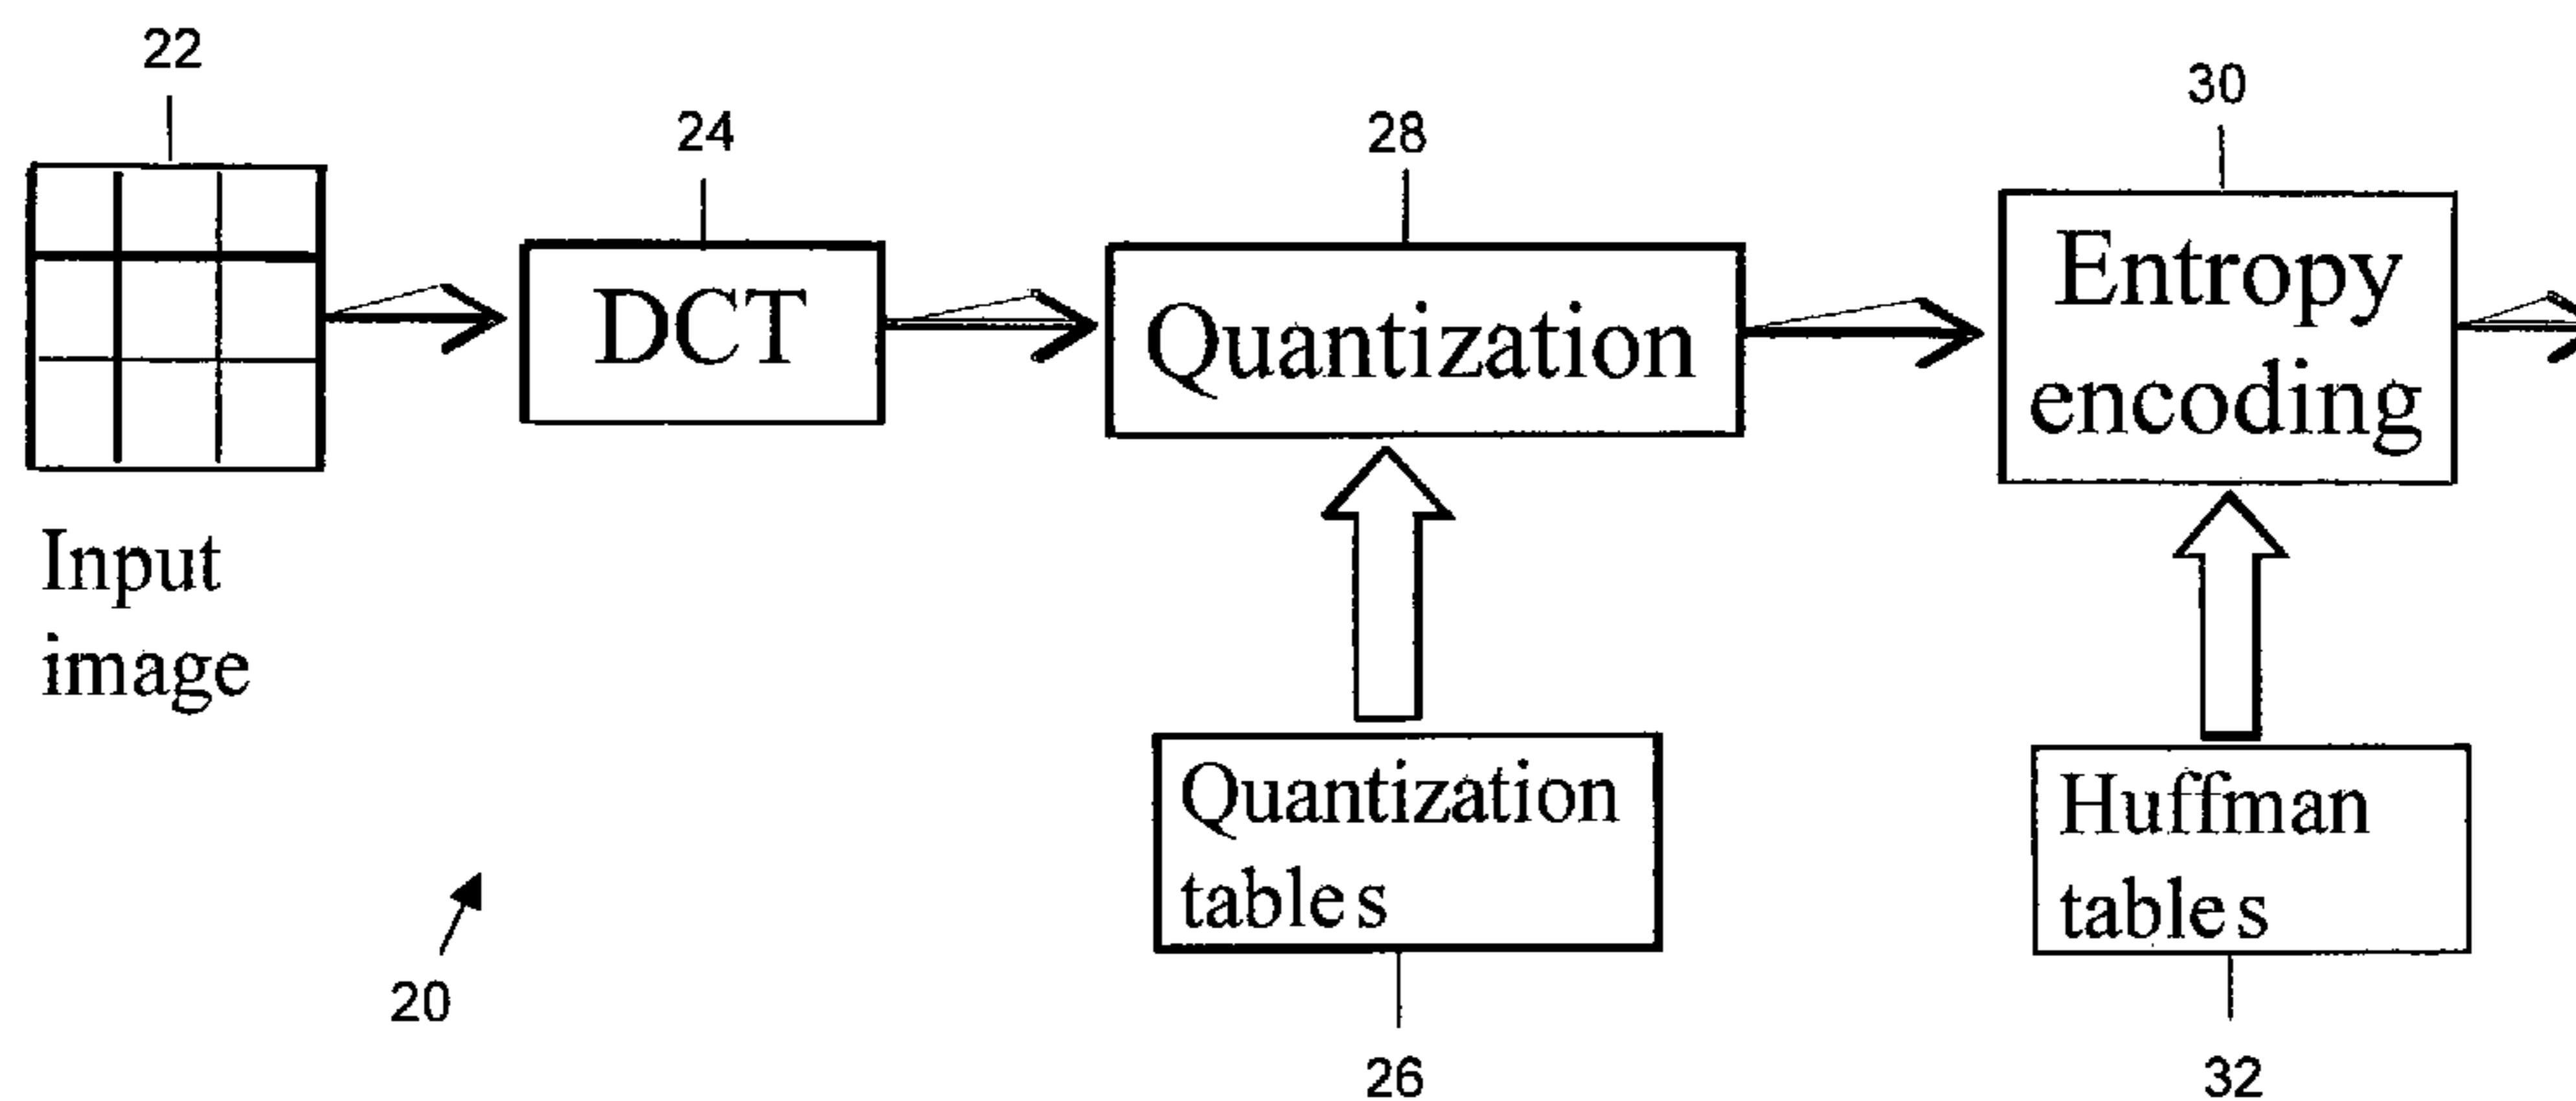 22
24
28
30
Input
image
DCT
Quantization
Entropy
encoding
Quantization
tables
Huffman
tables
20
26
32